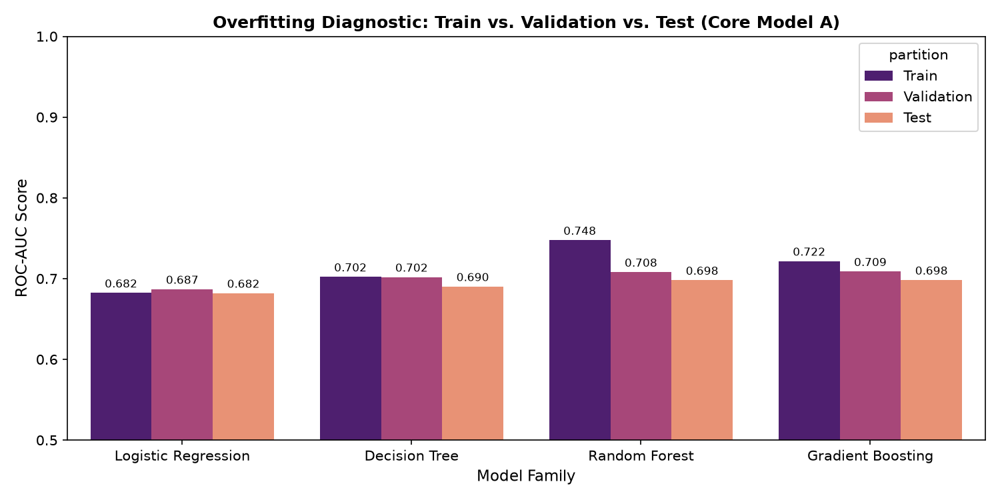 Overfitting Diagnostic: Train vs. Validation vs. Test (Core Model A)
partition
Train
Validation
Test
ROC-AUC Score
1.0
0.9
0.8
0.7
0.6
0.5
0.682
0.687
0.682
0.702
0.702
0.690
0.748
0.708
0.698
0.722
0.709
0.698
Logistic Regression
Decision Tree
Random Forest
Gradient Boosting
Model Family